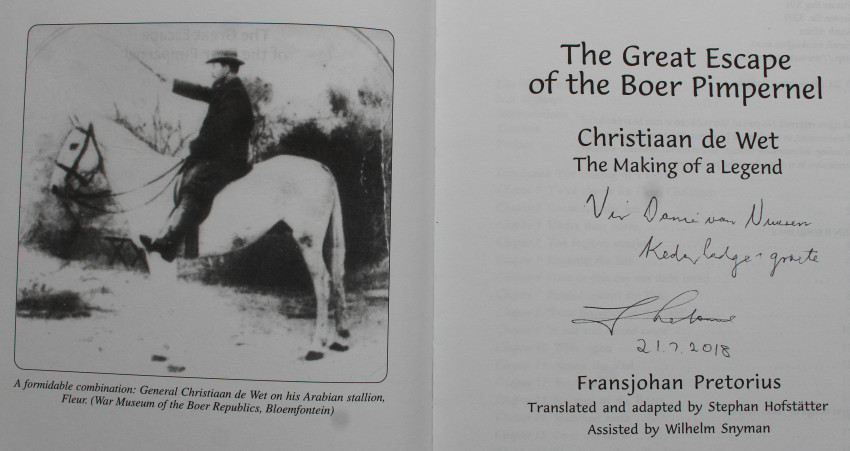 A formidable combination: General Christiaan de Wet on his Arabian stallion,
Fleur. (War Museum of the Boer Republics, Bloemfontein)
The Great Escape
of the Boer Pimpernel
Christiaan de Wet
The Making of a Legend
Vir Danie van
groete
21.7.2018
Fransjohan Pretorius
Translated and adapted by Stephan Hofstätter
Assisted by Wilhelm Snyman